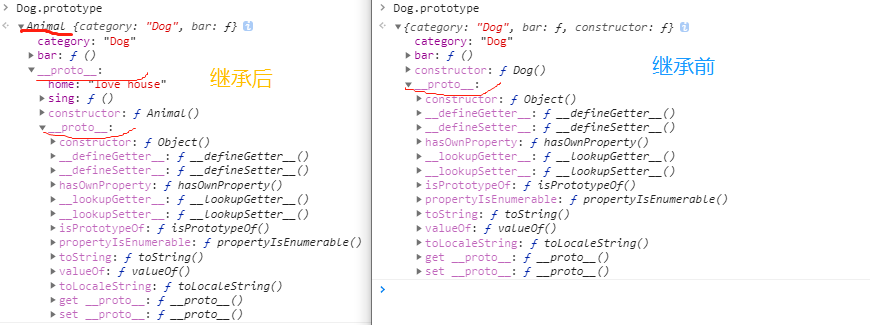 Dog.prototype
Animal {category: "Dog", bar: ƒ}
category: "Dog"
bar: ƒ ()
__proto__:
home: "love house"
sing: ƒ ()
constructor: ƒ Animal()
__proto__:
constructor: ƒ Object()
__defineGetter__: ƒ __defineGetter__()
__defineSetter__: ƒ __defineSetter__()
hasOwnProperty: ƒ hasOwnProperty()
__lookupGetter__: ƒ __lookupGetter__()
__lookupSetter__: ƒ __lookupSetter__()
isPrototypeOf: ƒ isPrototypeOf()
propertyIsEnumerable: ƒ propertyIsEnumerable()
toString: ƒ toString()
valueOf: ƒ valueOf()
toLocaleString: ƒ toLocaleString()
get __proto__: ƒ __proto__()
set __proto__: ƒ __proto__()
继承后
Dog.prototype
{category: "Dog", bar: ƒ, constructor: ƒ}
category: "Dog"
bar: ƒ ()
constructor: ƒ Dog()
__proto__:
constructor: ƒ Object()
__defineGetter__: ƒ __defineGetter__()
__defineSetter__: ƒ __defineSetter__()
hasOwnProperty: ƒ hasOwnProperty()
__lookupGetter__: ƒ __lookupGetter__()
__lookupSetter__: ƒ __lookupSetter__()
isPrototypeOf: ƒ isPrototypeOf()
propertyIsEnumerable: ƒ propertyIsEnumerable()
toString: ƒ toString()
valueOf: ƒ valueOf()
toLocaleString: ƒ toLocaleString()
get __proto__: ƒ __proto__()
set __proto__: ƒ __proto__()
继承前